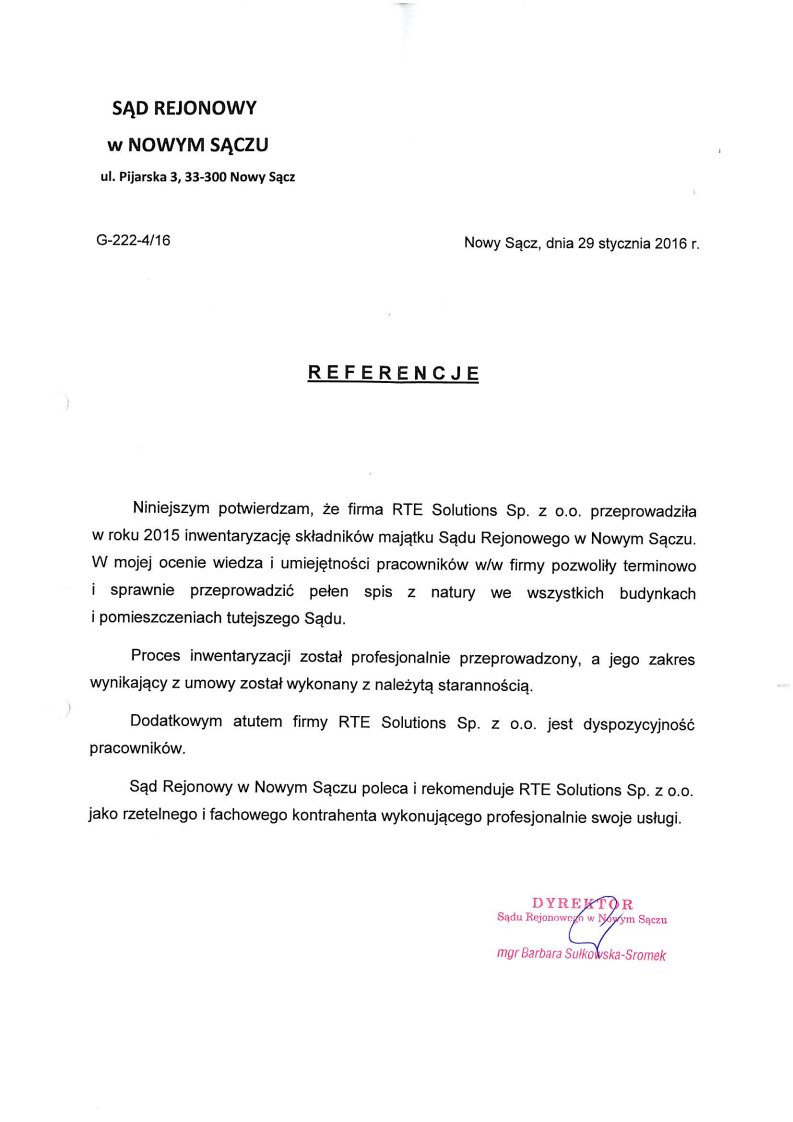 SĄD REJONOWY
w NOWYM SĄCZU
ul. Pijarska 3, 33-300 Nowy Sącz
G-222-4/16
Nowy Sącz, dnia 29 stycznia 2016 r.
REFERENCJE
Niniejszym potwierdzam, że firma RTE Solutions Sp. z o.o. przeprowadziła
w roku 2015 inwentaryzację składników majątku Sądu Rejonowego w Nowym Sączu.
W mojej ocenie wiedza i umiejętności pracowników w/w firmy pozwoliły terminowo
i sprawnie przeprowadzić pełen spis z natury we wszystkich budynkach
i pomieszczeniach tutejszego Sądu.
Proces inwentaryzacji został profesjonalnie przeprowadzony, a jego zakres
wynikający z umowy został wykonany z należytą starannością.
Dodatkowym atutem firmy RTE Solutions Sp. z o.o. jest dyspozycyjność
pracowników.
Sąd Rejonowy w Nowym Sączu poleca i rekomenduje RTE Solutions Sp. z o.o.
jako rzetelnego i fachowego kontrahenta wykonującego profesjonalnie swoje usługi.
DYREKTOR
Sądu Rejonowego w Nowym Sączu
mgr Barbara Sułkowska-Sromek